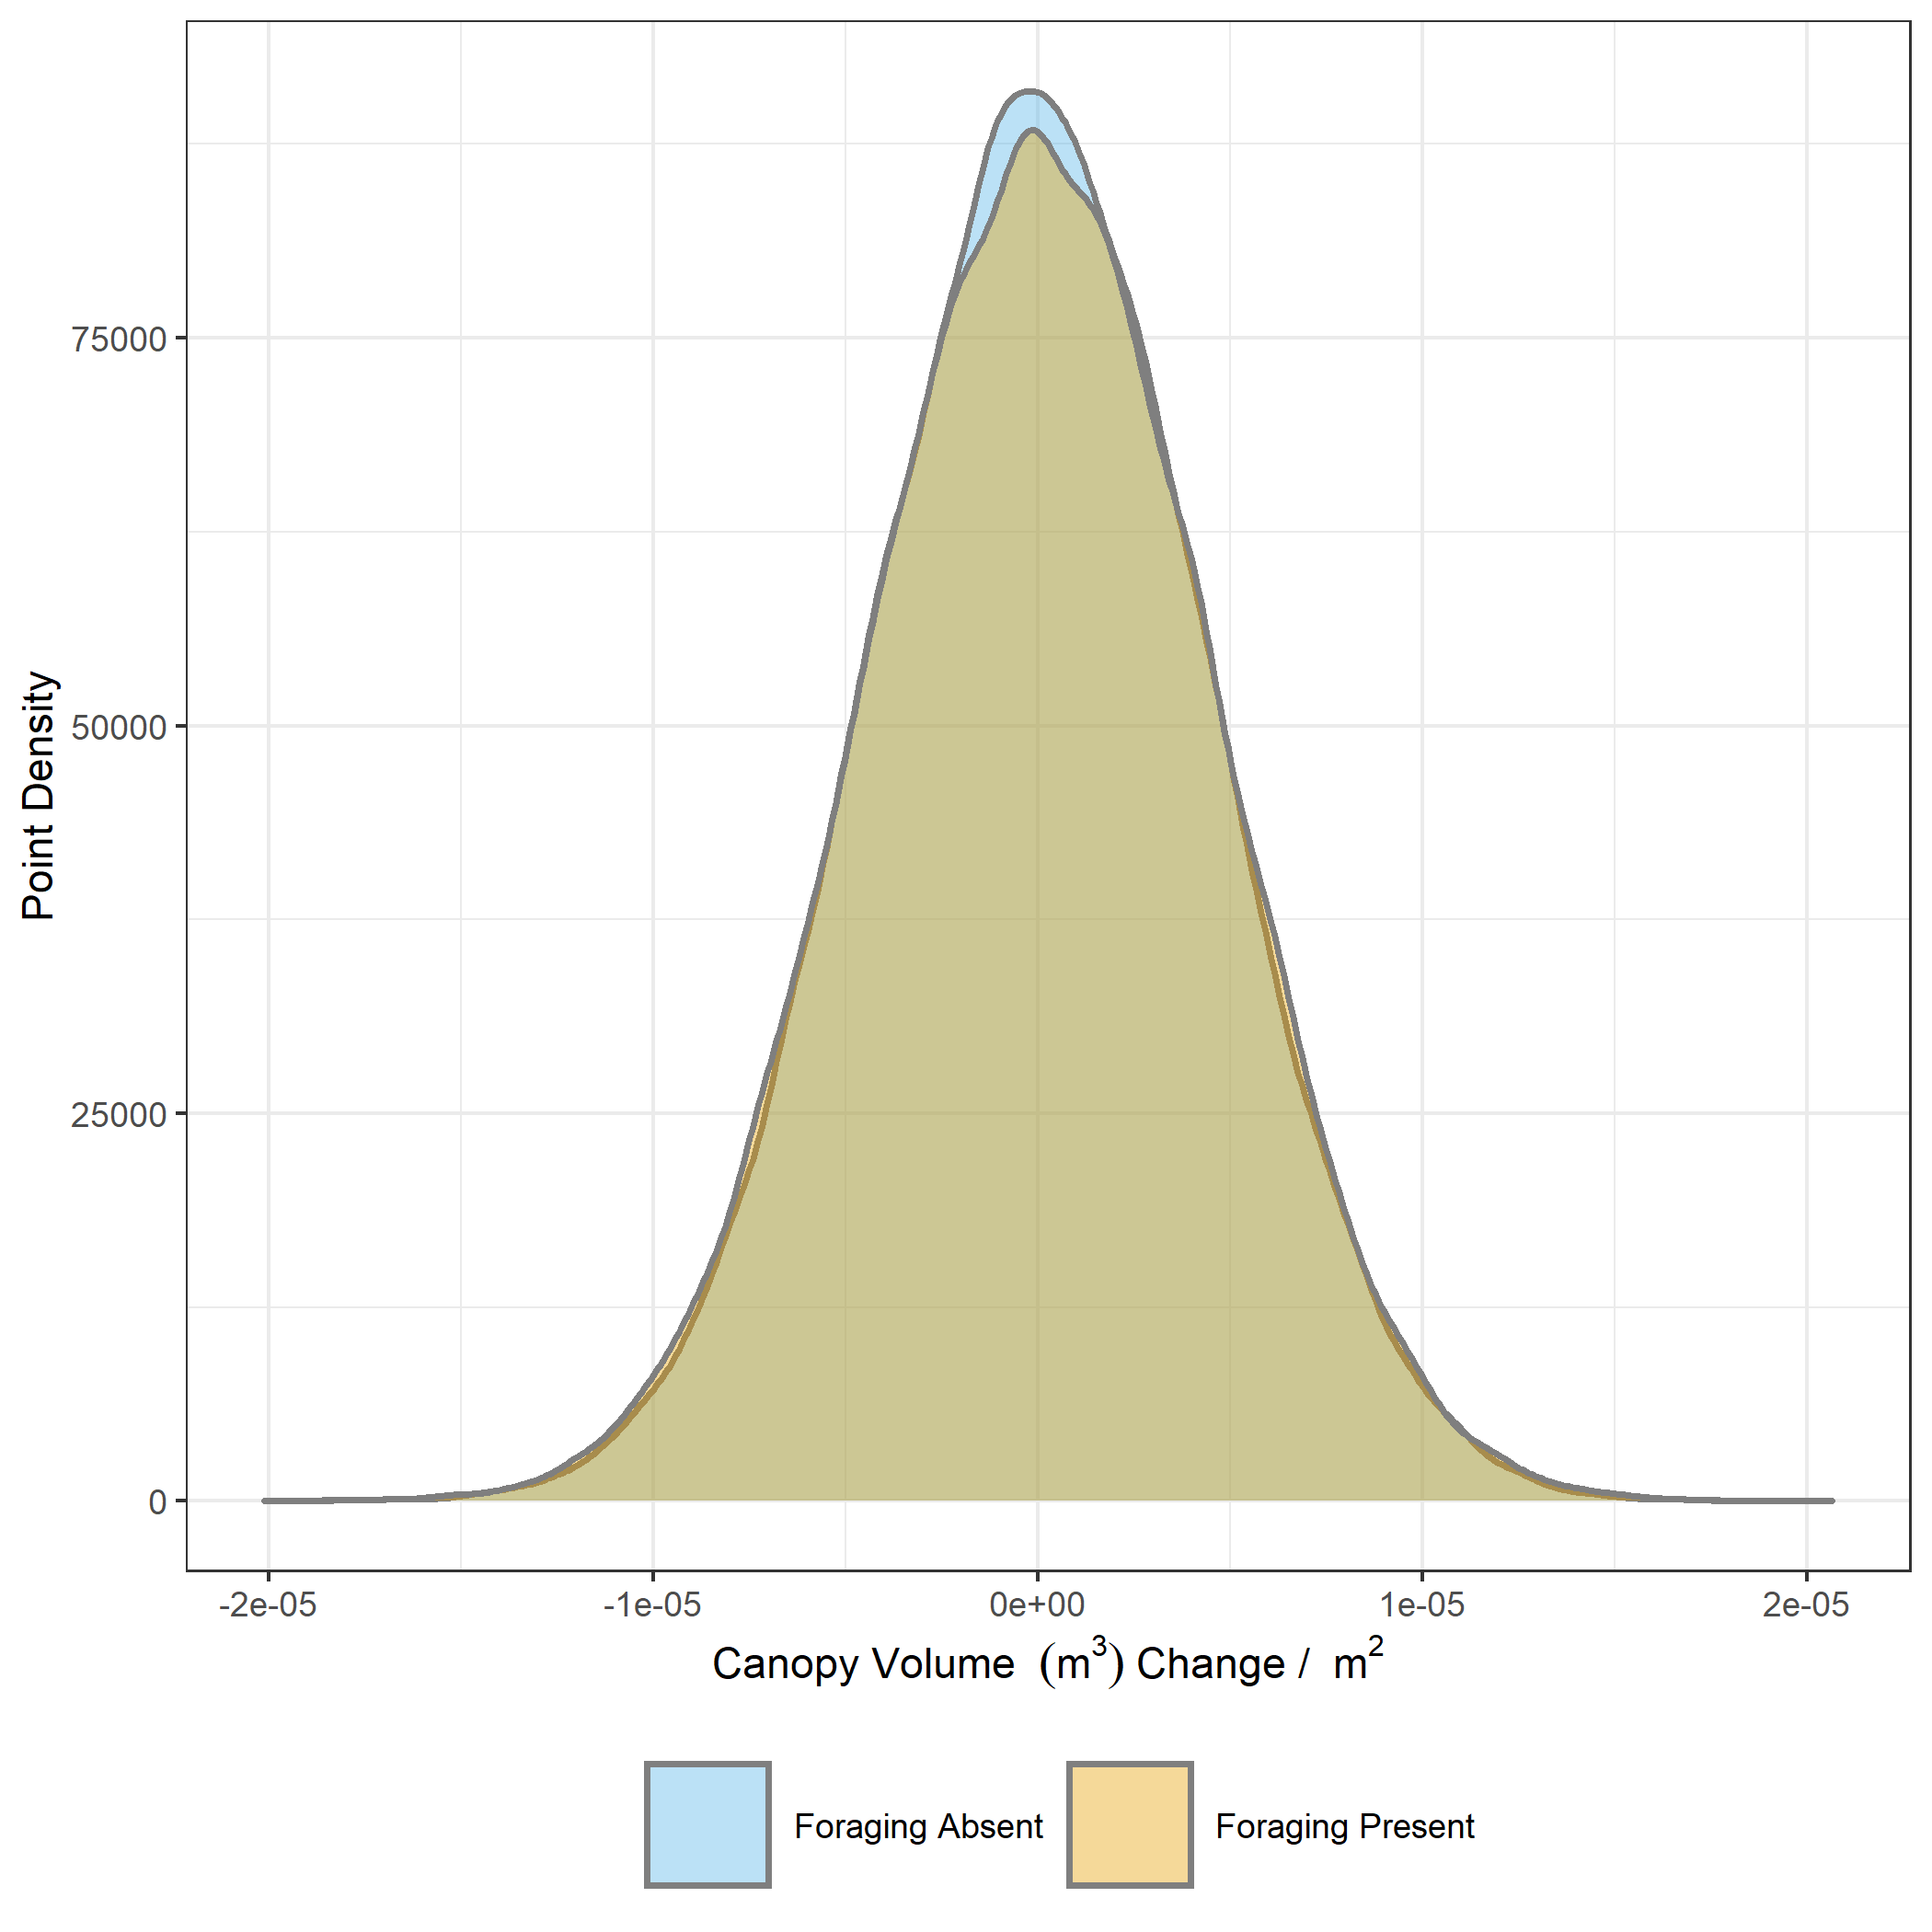 Point Density
75000
50000
25000
0
-2e-05 -1e-05 0e+00 1e-05 2e-05
Canopy Volume (m³) Change / m²
Foraging Absent Foraging Present